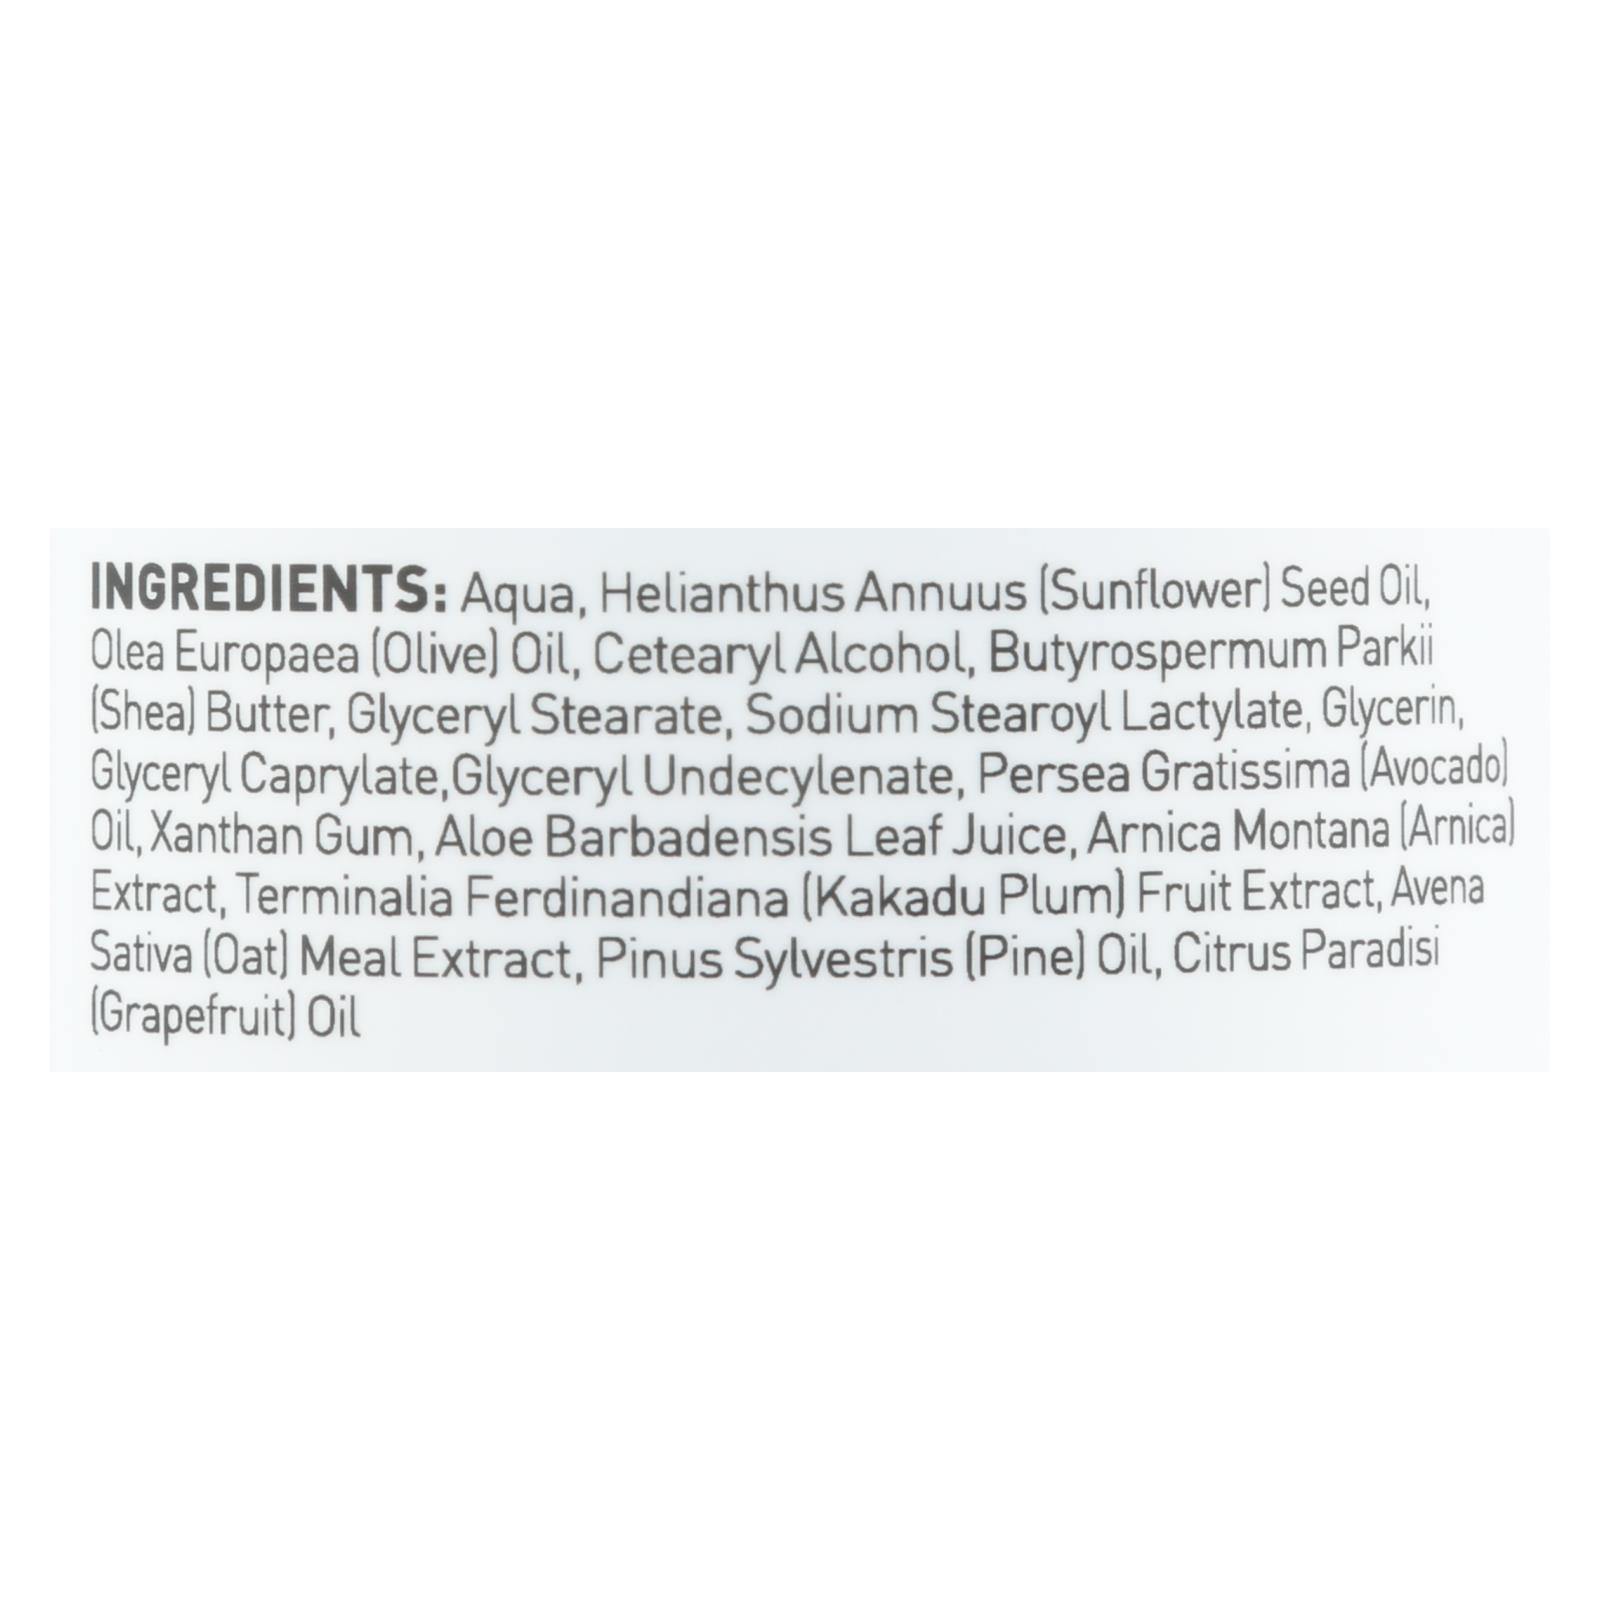 INGREDIENTS: Aqua, Helianthus Annuus (Sunflower) Seed Oil,
Olea Europaea (Olive) Oil, Cetearyl Alcohol, Butyrospermum Parkii
(Shea) Butter, Glyceryl Stearate, Sodium Stearoyl Lactylate, Glycerin,
Glyceryl Caprylate,Glyceryl Undecylenate, Persea Gratissima (Avocado)
Oil, Xanthan Gum, Aloe Barbadensis Leaf Juice, Arnica Montana (Arnica)
Extract, Terminalia Ferdinandiana (Kakadu Plum) Fruit Extract, Avena
Sativa (Oat) Meal Extract, Pinus Sylvestris (Pine) Oil, Citrus Paradisi
(Grapefruit) Oil